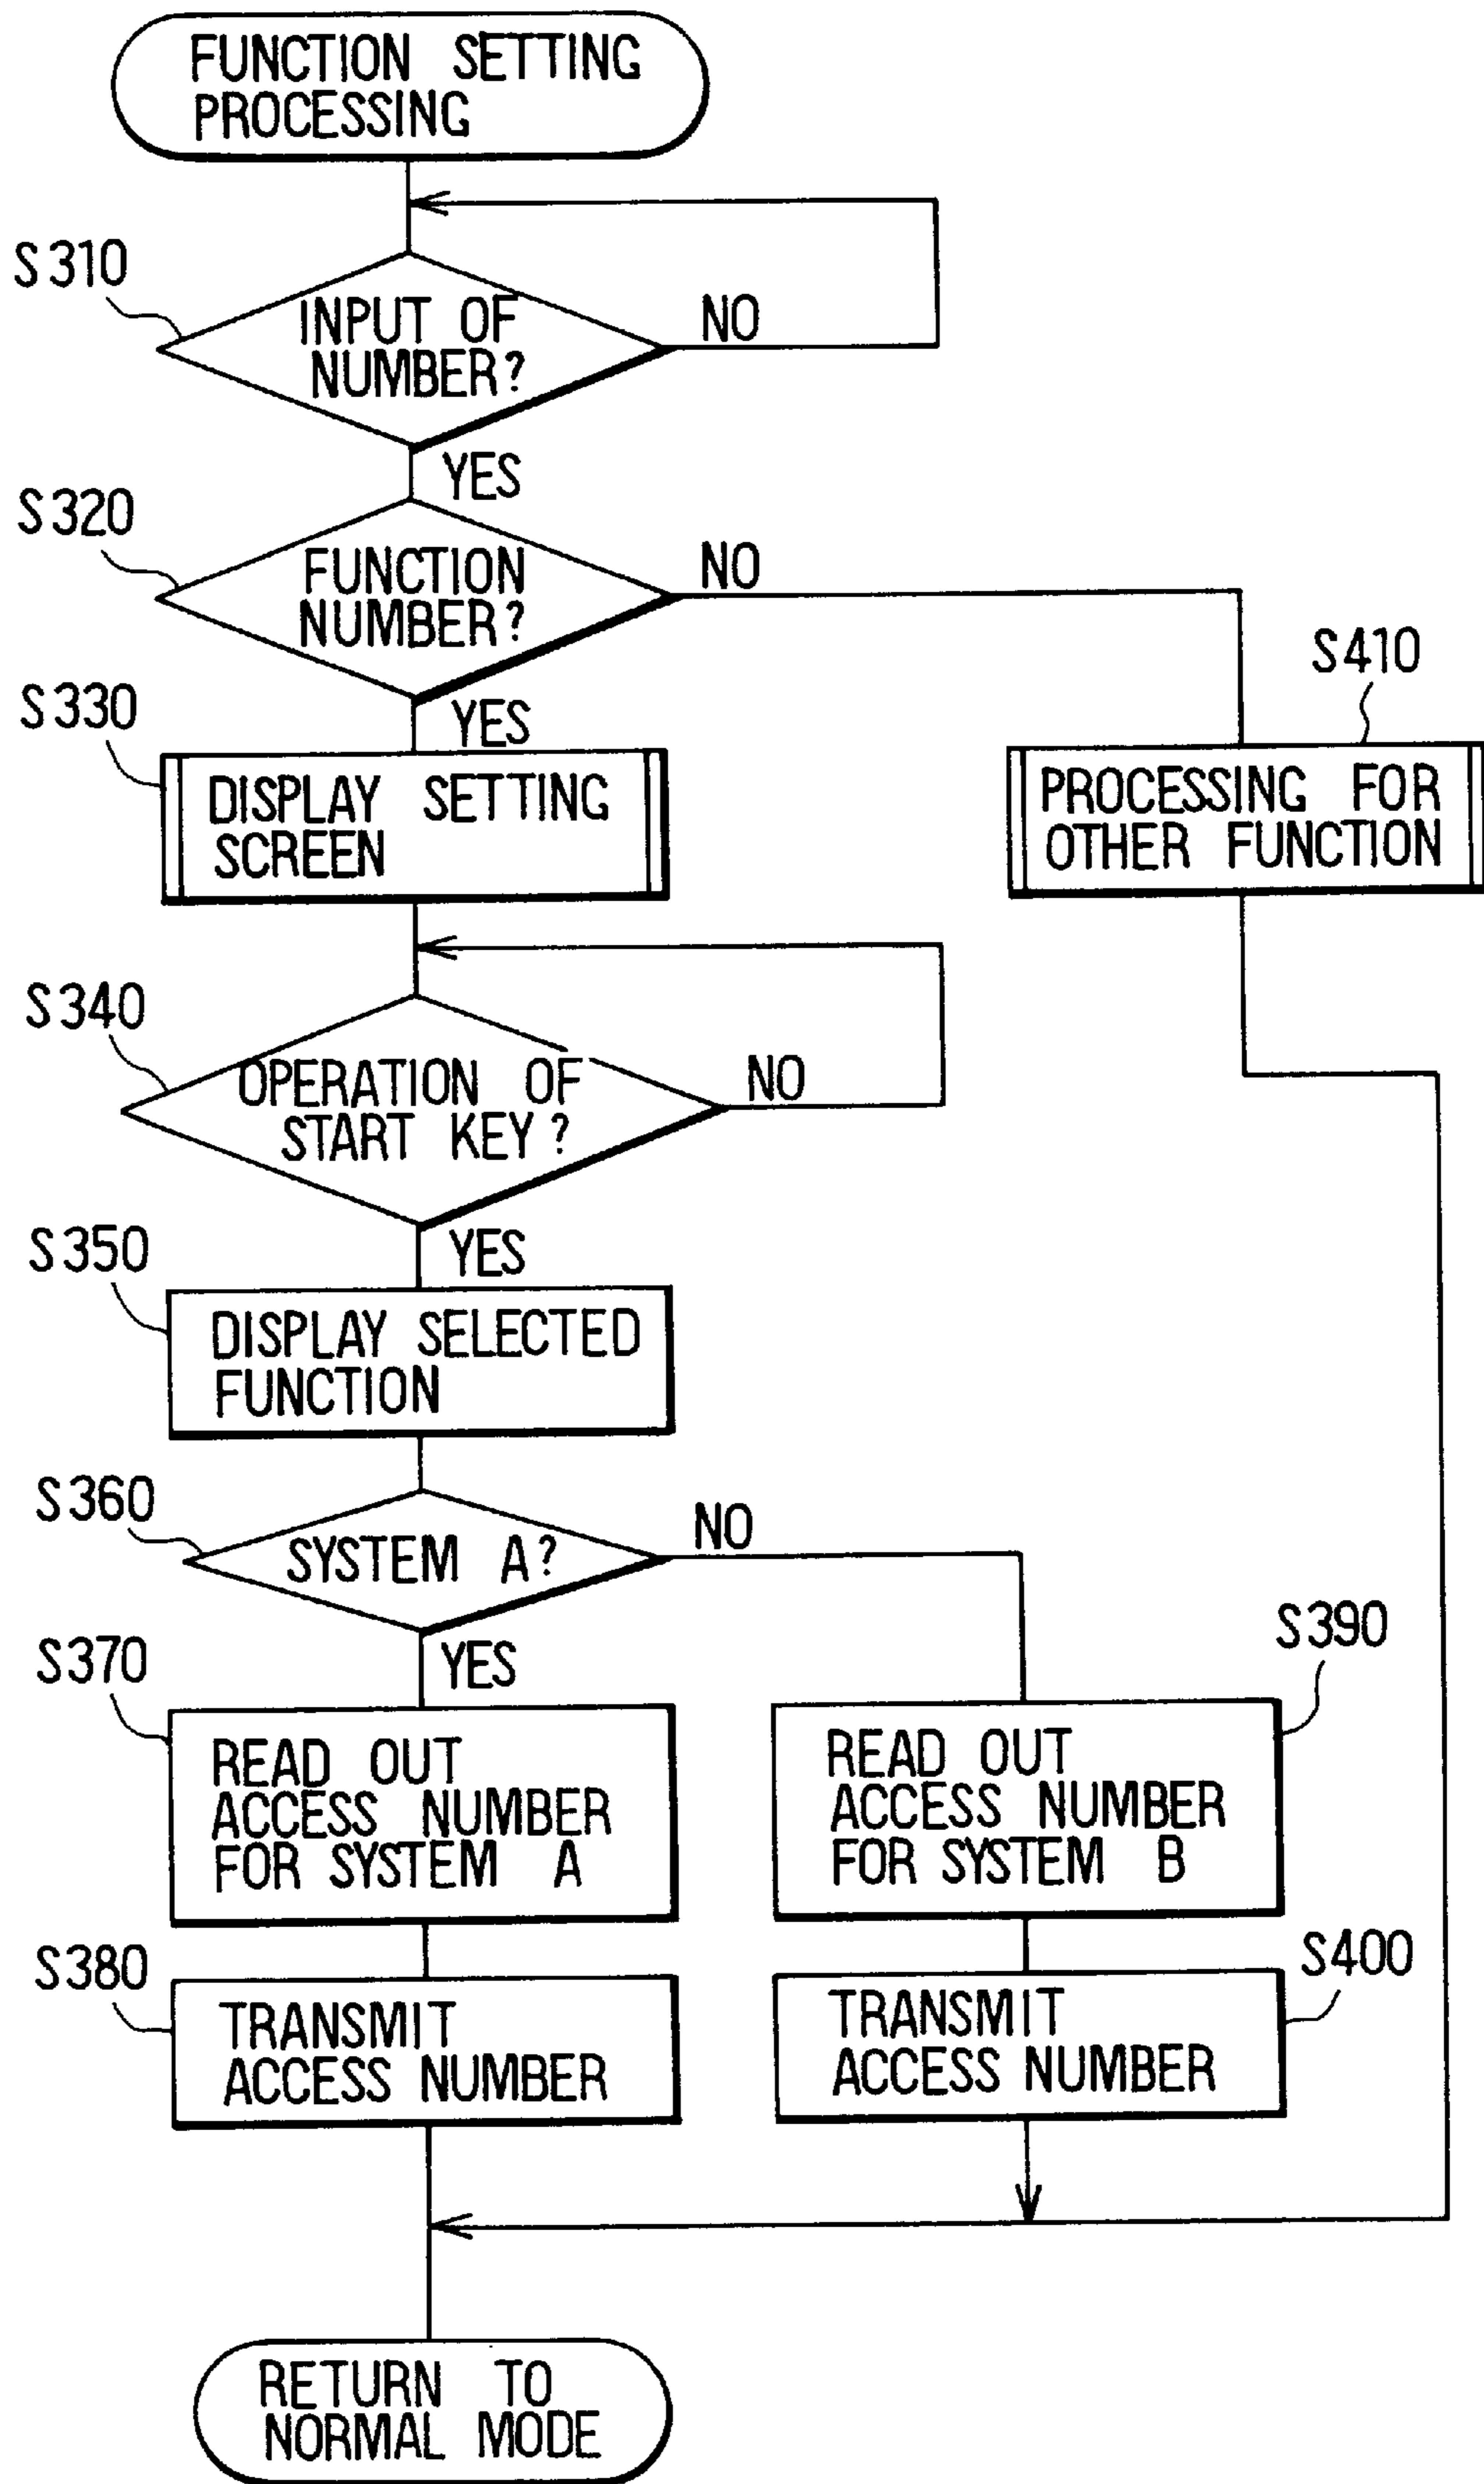 FUNCTION SETTING
PROCESSING
S310
INPUT OF
NUMBER?
NO
YES
S320
FUNCTION
NUMBER?
NO
YES
S330
DISPLAY SETTING
SCREEN
S410
PROCESSING FOR
OTHER FUNCTION
S340
OPERATION OF
START KEY?
NO
YES
S350
DISPLAY SELECTED
FUNCTION
S360
SYSTEM A?
NO
YES
S370
READ OUT
ACCESS NUMBER
FOR SYSTEM A
S390
READ OUT
ACCESS NUMBER
FOR SYSTEM B
S380
TRANSMIT
ACCESS NUMBER
S400
TRANSMIT
ACCESS NUMBER
RETURN TO
NORMAL MODE